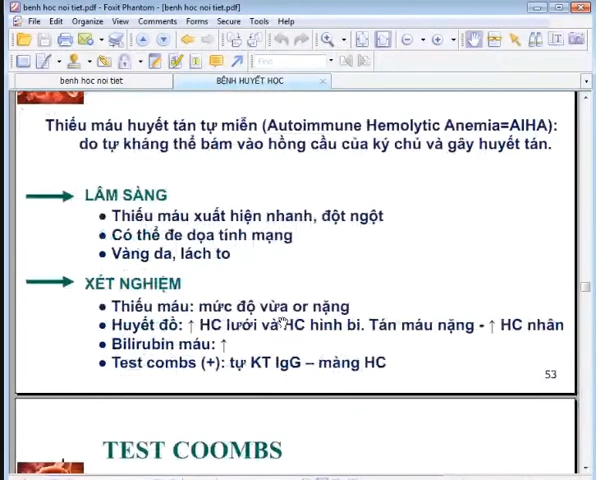 benh hoc noi tiet.pdf - Foxit Phantom - [benh hoc noi tiet.pdf]
File Edit View Document Comments Forms Secure Tools Help
Find
benh hoc noi tiet BỆNH HUYẾT HỌC
Thiếu máu huyết tán tự miễn (Autoimmune Hemolytic Anemia=AIHA):
do tự kháng thể bám vào hồng cầu của ký chủ và gây huyết tán.
LÂM SÀNG
• Thiếu máu xuất hiện nhanh, đột ngột
• Có thể đe dọa tính mạng
• Vàng da, lách to
XÉT NGHIỆM
• Thiếu máu: mức độ vừa or nặng
• Huyết đồ: ↑ HC lưới và HC hình bi. Tán máu nặng - ↑ HC nhân
• Bilirubin máu: ↑
• Test combs (+): tự KT IgG – màng HC
53
TEST COOMBS